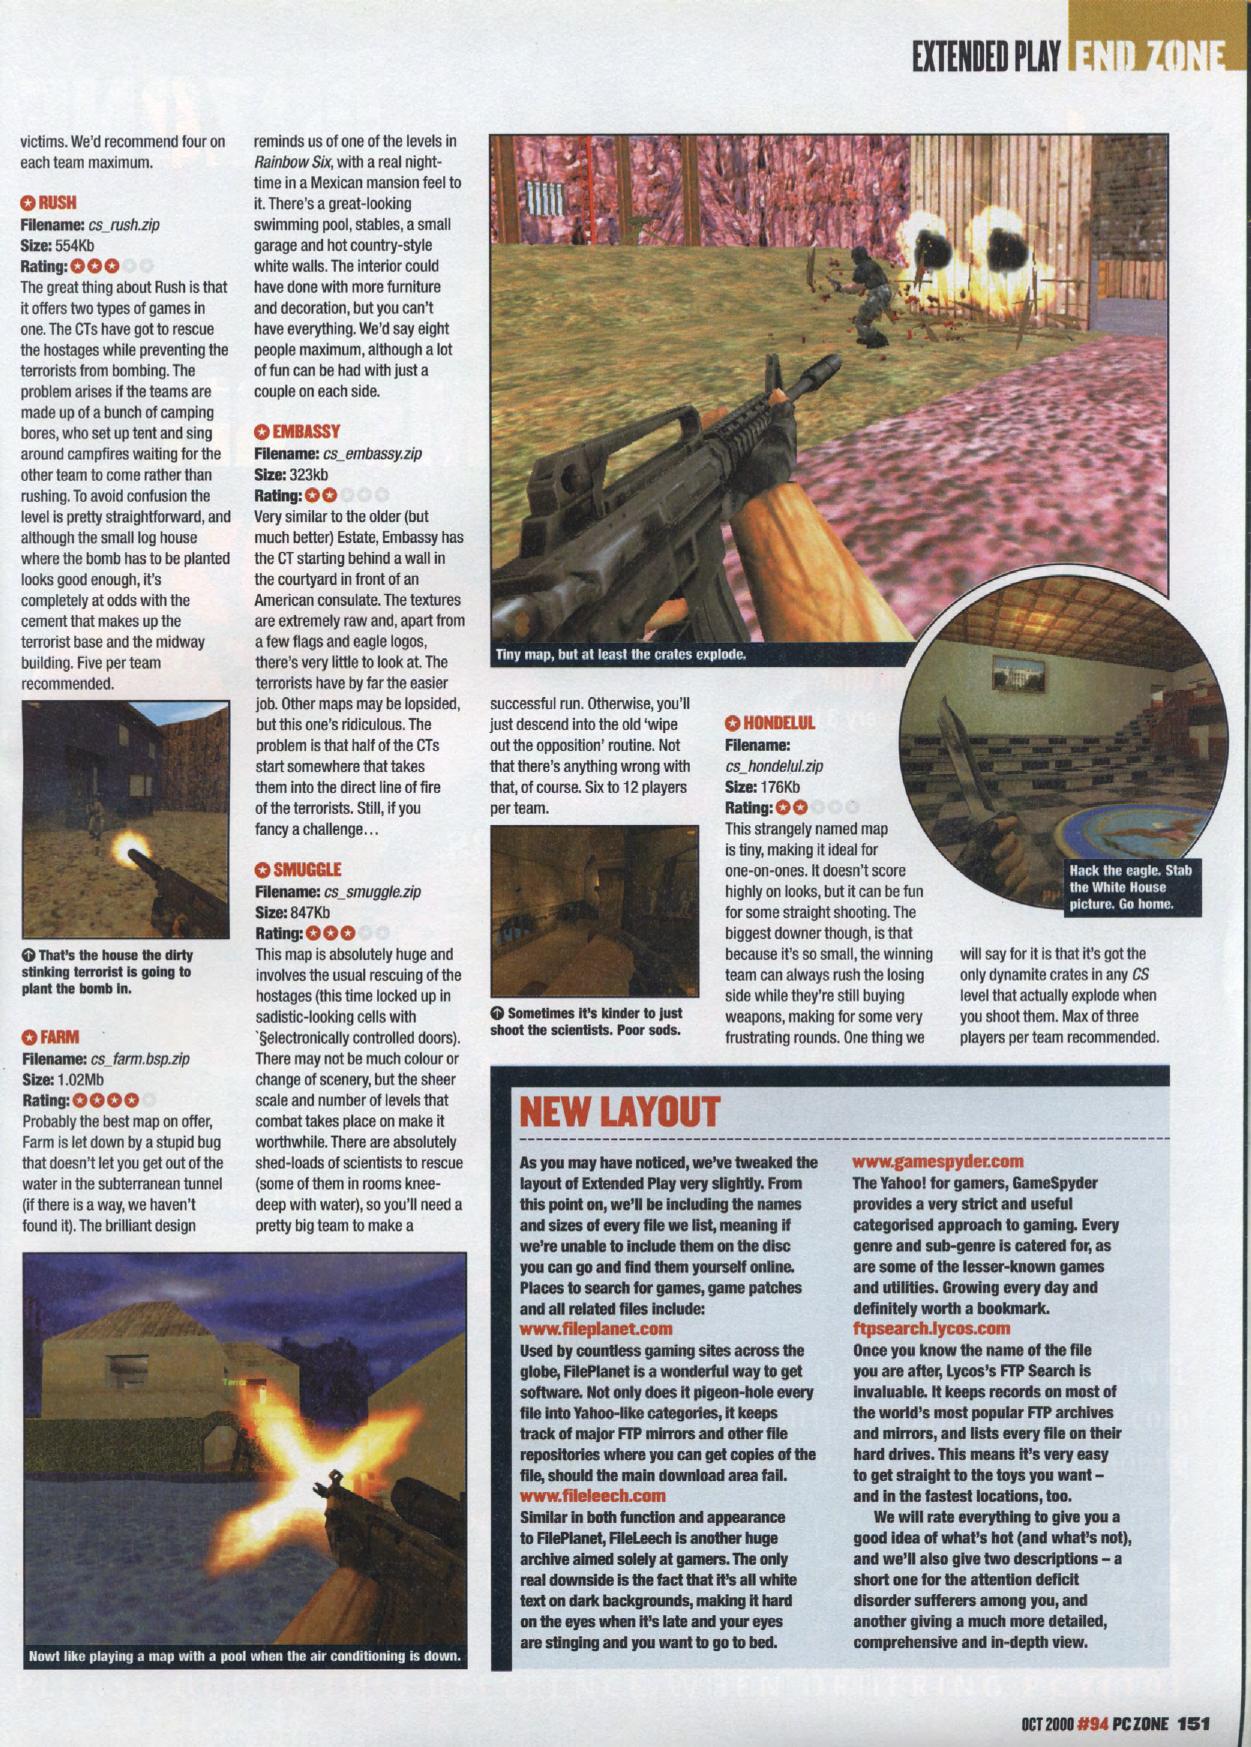 EXTENDED PLAY END ZONE
victims. We'd recommend four on
each team maximum.
RUSH
Filename: cs_rush.zip
Size: 554Kb
Rating:
The great thing about Rush is that
it offers two types of games in
one. The CTs have got to rescue
the hostages while preventing the
terrorists from bombing. The
problem arises if the teams are
made up of a bunch of camping
bores, who set up tent and sing
around campfires waiting for the
other team to come rather than
rushing. To avoid confusion the
level is pretty straightforward, and
although the small log house
where the bomb has to be planted
looks good enough, it's
completely at odds with the
cement that makes up the
terrorist base and the midway
building. Five per team
recommended.
That's the house the dirty
stinking terrorist is going to
plant the bomb in.
FARM
Filename: cs_farm.bsp.zip
Size: 1.02Mb
Rating:
Probably the best map on offer,
Farm is let down by a stupid bug
that doesn't let you get out of the
water in the subterranean tunnel
(if there is a way, we haven't
found it). The brilliant design
reminds us of one of the levels in
Rainbow Six, with a real night-
time in a Mexican mansion feel to
it. There's a great-looking
swimming pool, stables, a small
garage and hot country-style
white walls. The interior could
have done with more furniture
and decoration, but you can't
have everything. We'd say eight
people maximum, although a lot
of fun can be had with just a
couple on each side.
EMBASSY
Filename: cs_embassy.zip
Size: 323kb
Rating:
Very similar to the older (but
much better) Estate, Embassy has
the CT starting behind a wall in
the courtyard in front of an
American consulate. The textures
are extremely raw and, apart from
a few flags and eagle logos,
there's very little to look at. The
terrorists have by far the easier
job. Other maps may be lopsided,
but this one's ridiculous. The
problem is that half of the CTs
start somewhere that takes
them into the direct line of fire
of the terrorists. Still, if you
fancy a challenge...
SMUGGLE
Filename: cs_smuggle.zip
Size: 847Kb
Rating:
This map is absolutely huge and
involves the usual rescuing of the
hostages (this time locked up in
sadistic-looking cells with
`§electronically controlled doors).
There may not be much colour or
change of scenery, but the sheer
scale and number of levels that
combat takes place on make it
worthwhile. There are absolutely
shed-loads of scientists to rescue
(some of them in rooms knee-
deep with water), so you'll need a
pretty big team to make a
Nowt like playing a map with a pool when the air conditioning is down.
Tiny map, but at least the crates explode.
successful run. Otherwise, you'll
just descend into the old 'wipe
out the opposition' routine. Not
that there's anything wrong with
that, of course. Six to 12 players
per team.
Sometimes it's kinder to just
shoot the scientists. Poor sods.
HONDELUL
Filename:
cs_hondelul.zip
Size: 176Kb
Rating:
This strangely named map
is tiny, making it ideal for
one-on-ones. It doesn't score
highly on looks, but it can be fun
for some straight shooting. The
biggest downer though, is that
because it's so small, the winning
team can always rush the losing
side while they're still buying
weapons, making for some very
frustrating rounds. One thing we
Hack the eagle. Stab
the White House
picture. Go home.
will say for it is that it's got the
only dynamite crates in any CS
level that actually explode when
you shoot them. Max of three
players per team recommended.
NEW LAYOUT
As you may have noticed, we've tweaked the
layout of Extended Play very slightly. From
this point on, we'll be including the names
and sizes of every file we list, meaning if
we're unable to include them on the disc
you can go and find them yourself online.
Places to search for games, game patches
and all related files include:
www.fileplanet.com
Used by countless gaming sites across the
globe, FilePlanet is a wonderful way to get
software. Not only does it pigeon-hole every
file into Yahoo-like categories, it keeps
track of major FTP mirrors and other file
repositories where you can get copies of the
file, should the main download area fail.
www.fileleech.com
Similar in both function and appearance
to FilePlanet, FileLeech is another huge
archive aimed solely at gamers. The only
real downside is the fact that it's all white
text on dark backgrounds, making it hard
on the eyes when it's late and your eyes
are stinging and you want to go to bed.
www.gamespyder.com
The Yahoo! for gamers, GameSpyder
provides a very strict and useful
categorised approach to gaming. Every
genre and sub-genre is catered for, as
are some of the lesser-known games
and utilities. Growing every day and
definitely worth a bookmark.
ftpsearch.lycos.com
Once you know the name of the file
you are after, Lycos's FTP Search is
invaluable. It keeps records on most of
the world's most popular FTP archives
and mirrors, and lists every file on their
hard drives. This means it's very easy
to get straight to the toys you want –
and in the fastest locations, too.
We will rate everything to give you a
good idea of what's hot (and what's not),
and we'll also give two descriptions – a
short one for the attention deficit
disorder sufferers among you, and
another giving a much more detailed,
comprehensive and in-depth view.
OCT 2000 #94 PC ZONE 151